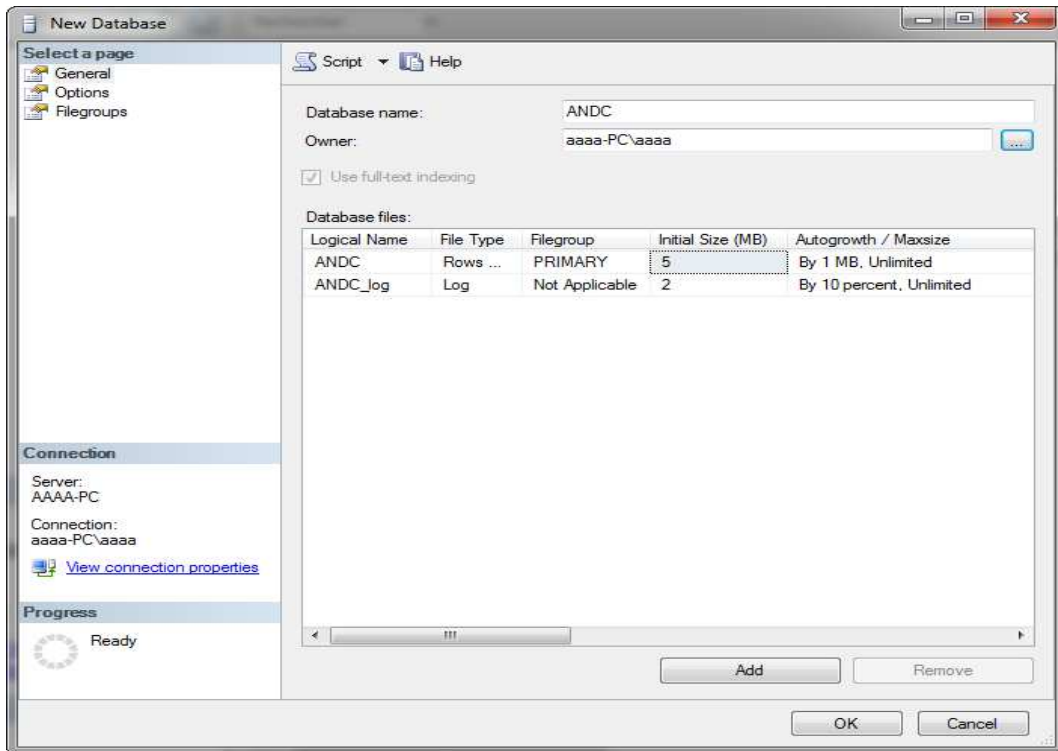 New Database
Select a page
General
Options
Filegroups
Script Help
Database name: ANDC
Owner: aaaa-PC\aaaa ...
Use full-text indexing
Database files:
Logical Name File Type Filegroup Initial Size (MB) Autogrowth / Maxsize
ANDC Rows ... PRIMARY 5 By 1 MB, Unlimited
ANDC_log Log Not Applicable 2 By 10 percent, Unlimited
Connection
Server:
AAAA-PC
Connection:
aaaa-PC\aaaa
View connection properties
Progress
Ready
Add Remove
OK Cancel